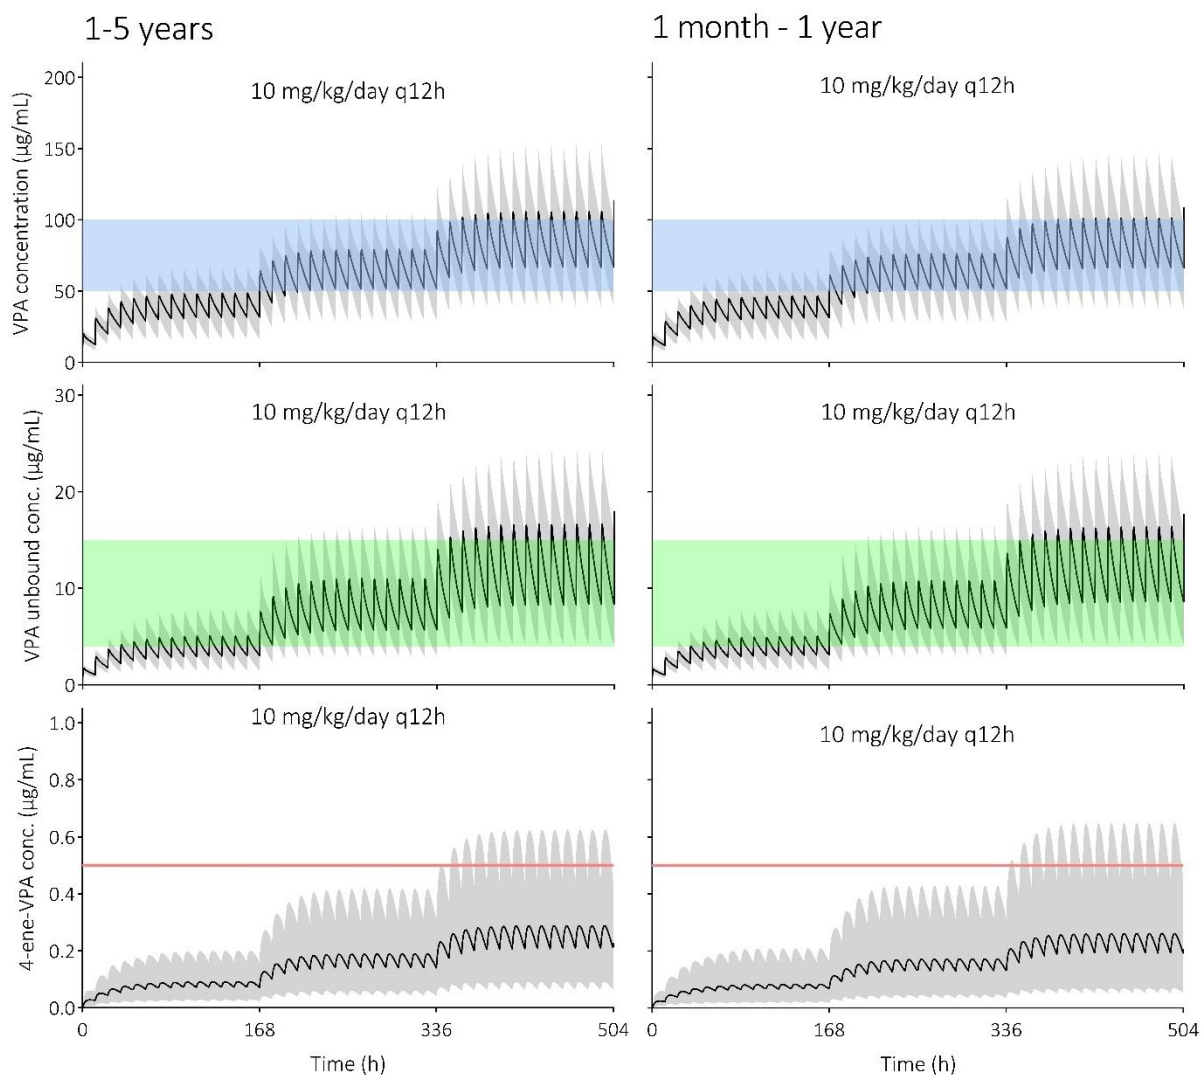 1-5 years
1 month - 1 year
VPA concentration (µg/mL)
200
150
100
50
0
10 mg/kg/day q12h
10 mg/kg/day q12h
VPA unbound conc. (µg/mL)
30
20
10
0
10 mg/kg/day q12h
10 mg/kg/day q12h
4-ene-VPA conc. (µg/mL)
1.0
0.8
0.6
0.4
0.2
0.0
10 mg/kg/day q12h
10 mg/kg/day q12h
0 168 336 504
0 168 336 504
Time (h)
Time (h)